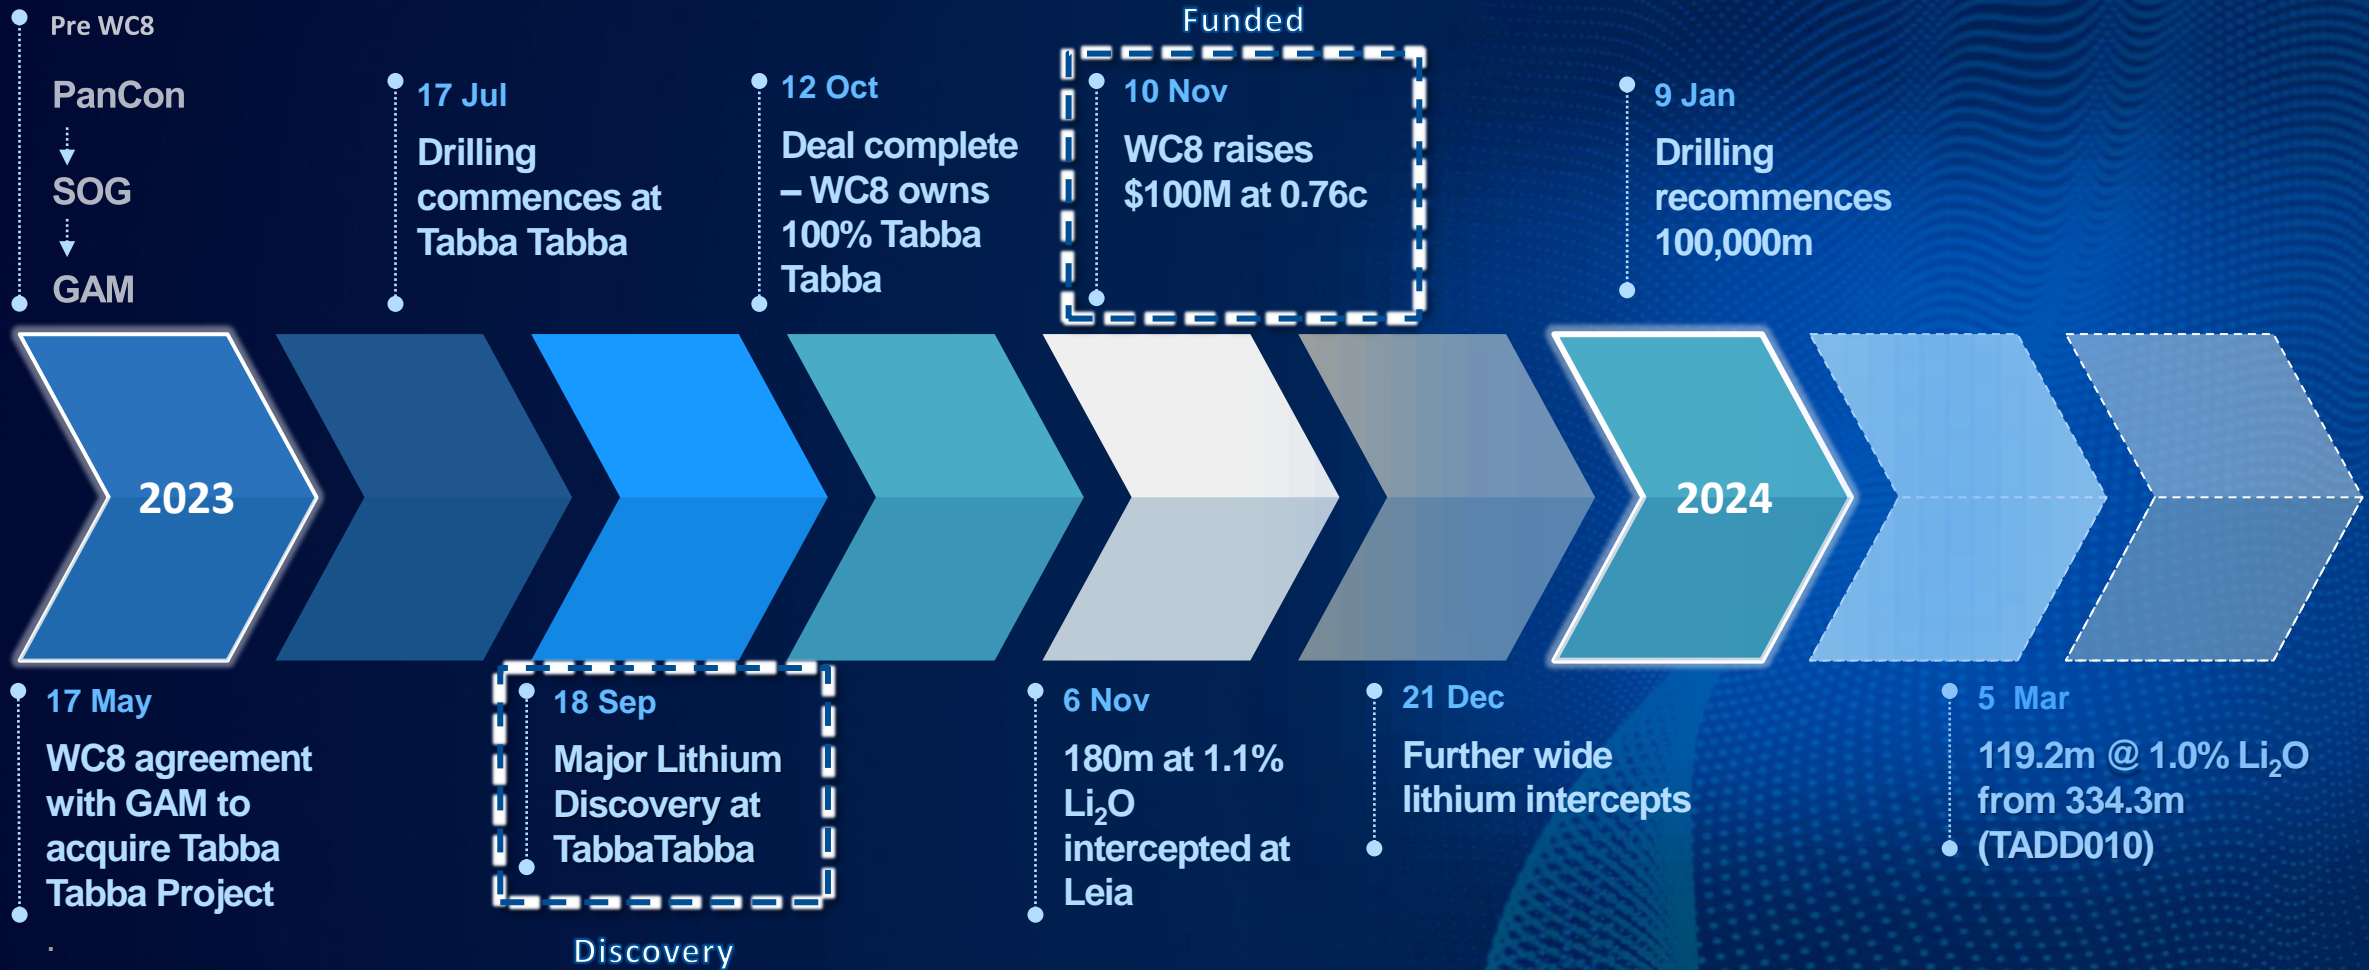 Pre WC8
PanCon
SOG
GAM
17 Jul
Drilling
commences at
Tabba Tabba
12 Oct
Deal complete
– WC8 owns
100% Tabba
Tabba
Funded
10 Nov
WC8 raises
$100M at 0.76c
9 Jan
Drilling
recommences
100,000m
2023
2024
17 May
WC8 agreement
with GAM to
acquire Tabba
Tabba Project
.
18 Sep
Major Lithium
Discovery at
TabbaTabba
Discovery
6 Nov
180m at 1.1%
Li₂O
intercepted at
Leia
21 Dec
Further wide
lithium intercepts
5  Mar
119.2m @ 1.0% Li₂O
from 334.3m
(TADD010)